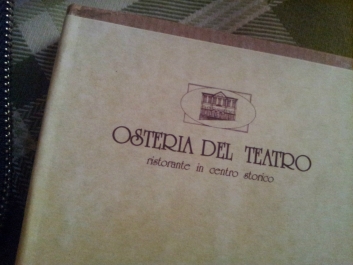 OSTERIA DEL TEATRO
ristorante in centro storico